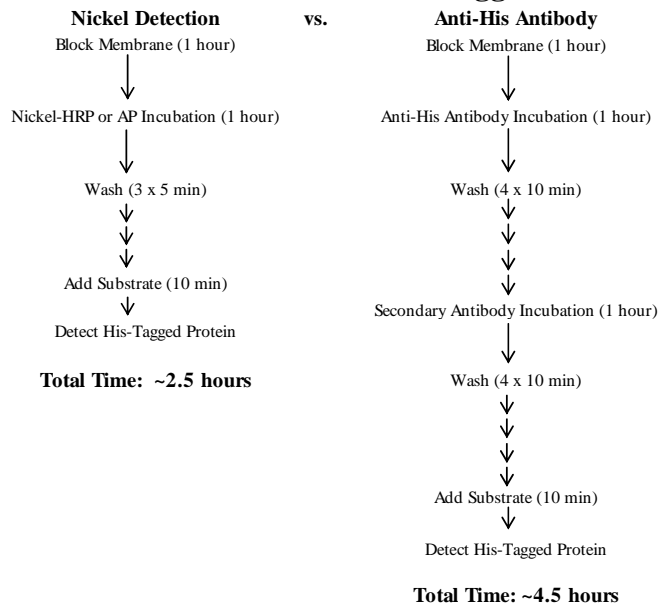 Nickel Detection vs. Anti-His Antibody
Block Membrane (1 hour)
Nickel-HRP or AP Incubation (1 hour)
Wash (3 x 5 min)
Add Substrate (10 min)
Detect His-Tagged Protein
Total Time: ~2.5 hours
Block Membrane (1 hour)
Anti-His Antibody Incubation (1 hour)
Wash (4 x 10 min)
Secondary Antibody Incubation (1 hour)
Wash (4 x 10 min)
Add Substrate (10 min)
Detect His-Tagged Protein
Total Time: ~4.5 hours